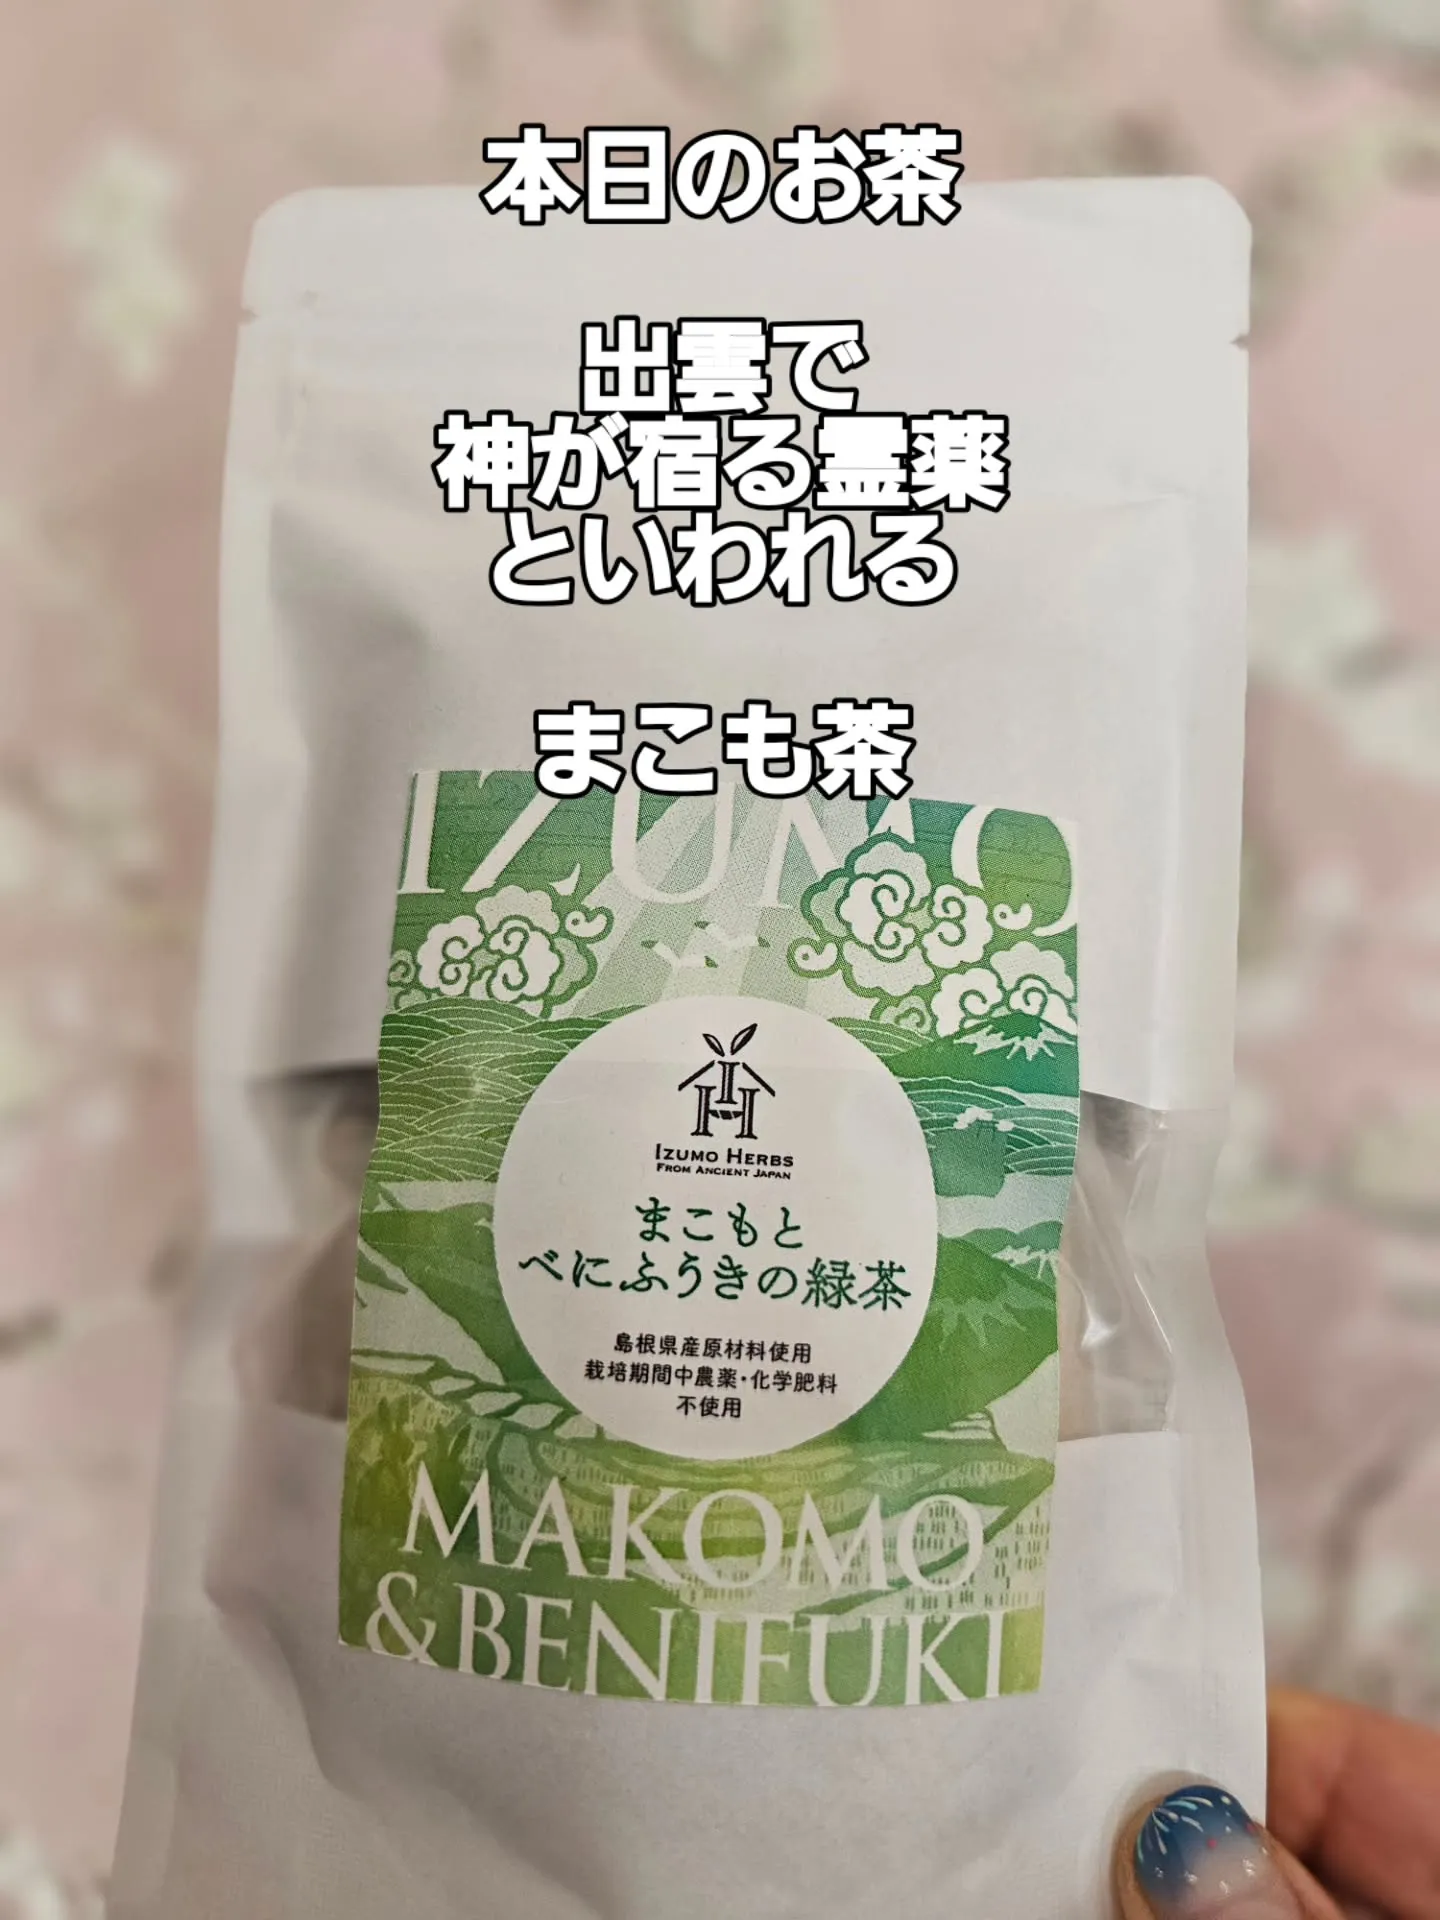 本日のお茶
出雲で
神が宿る霊薬
といわれる
まこも茶
IZUMO
IZUMO HERBS
FROM ANCIENT JAPAN
まこもと
べにふうきの緑茶
島根県産原材料使用
栽培期間中農薬・化学肥料
不使用
MAKOMO
&BENIFUKI